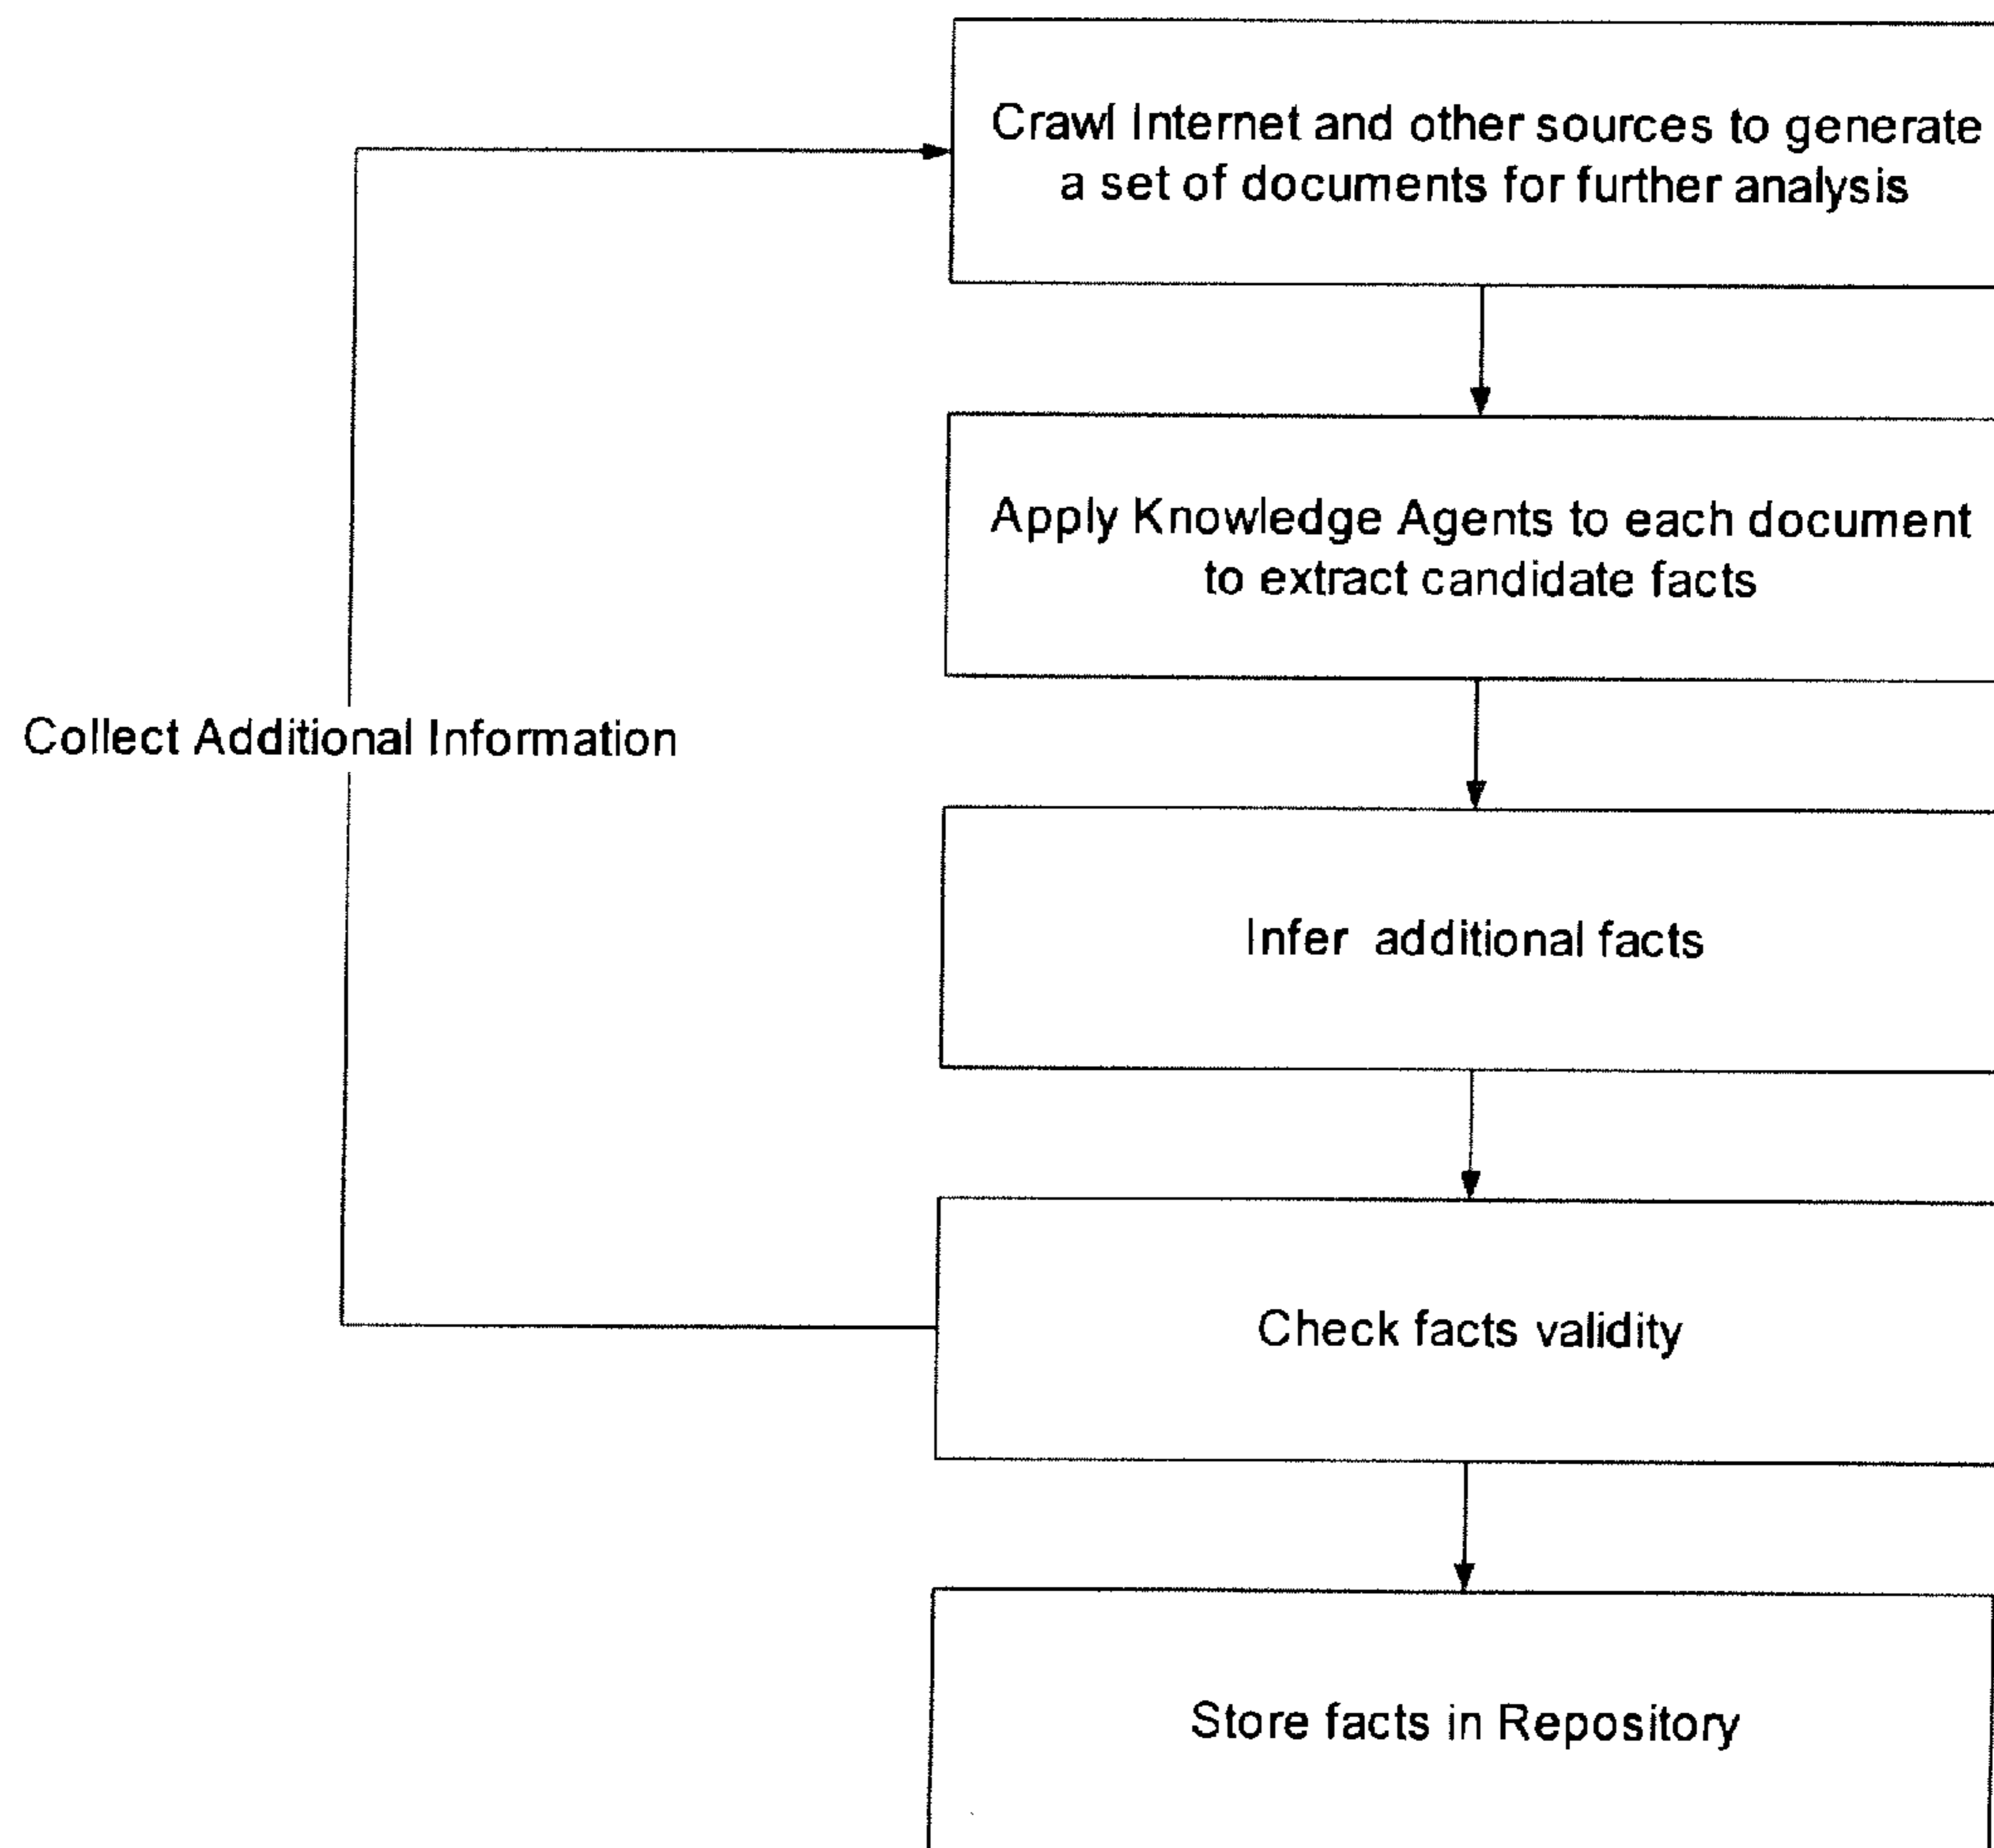 Crawl Internet and other sources to generate
a set of documents for further analysis
Apply Knowledge Agents to each document
to extract candidate facts
Collect Additional Information
Infer additional facts
Check facts validity
Store facts in Repository